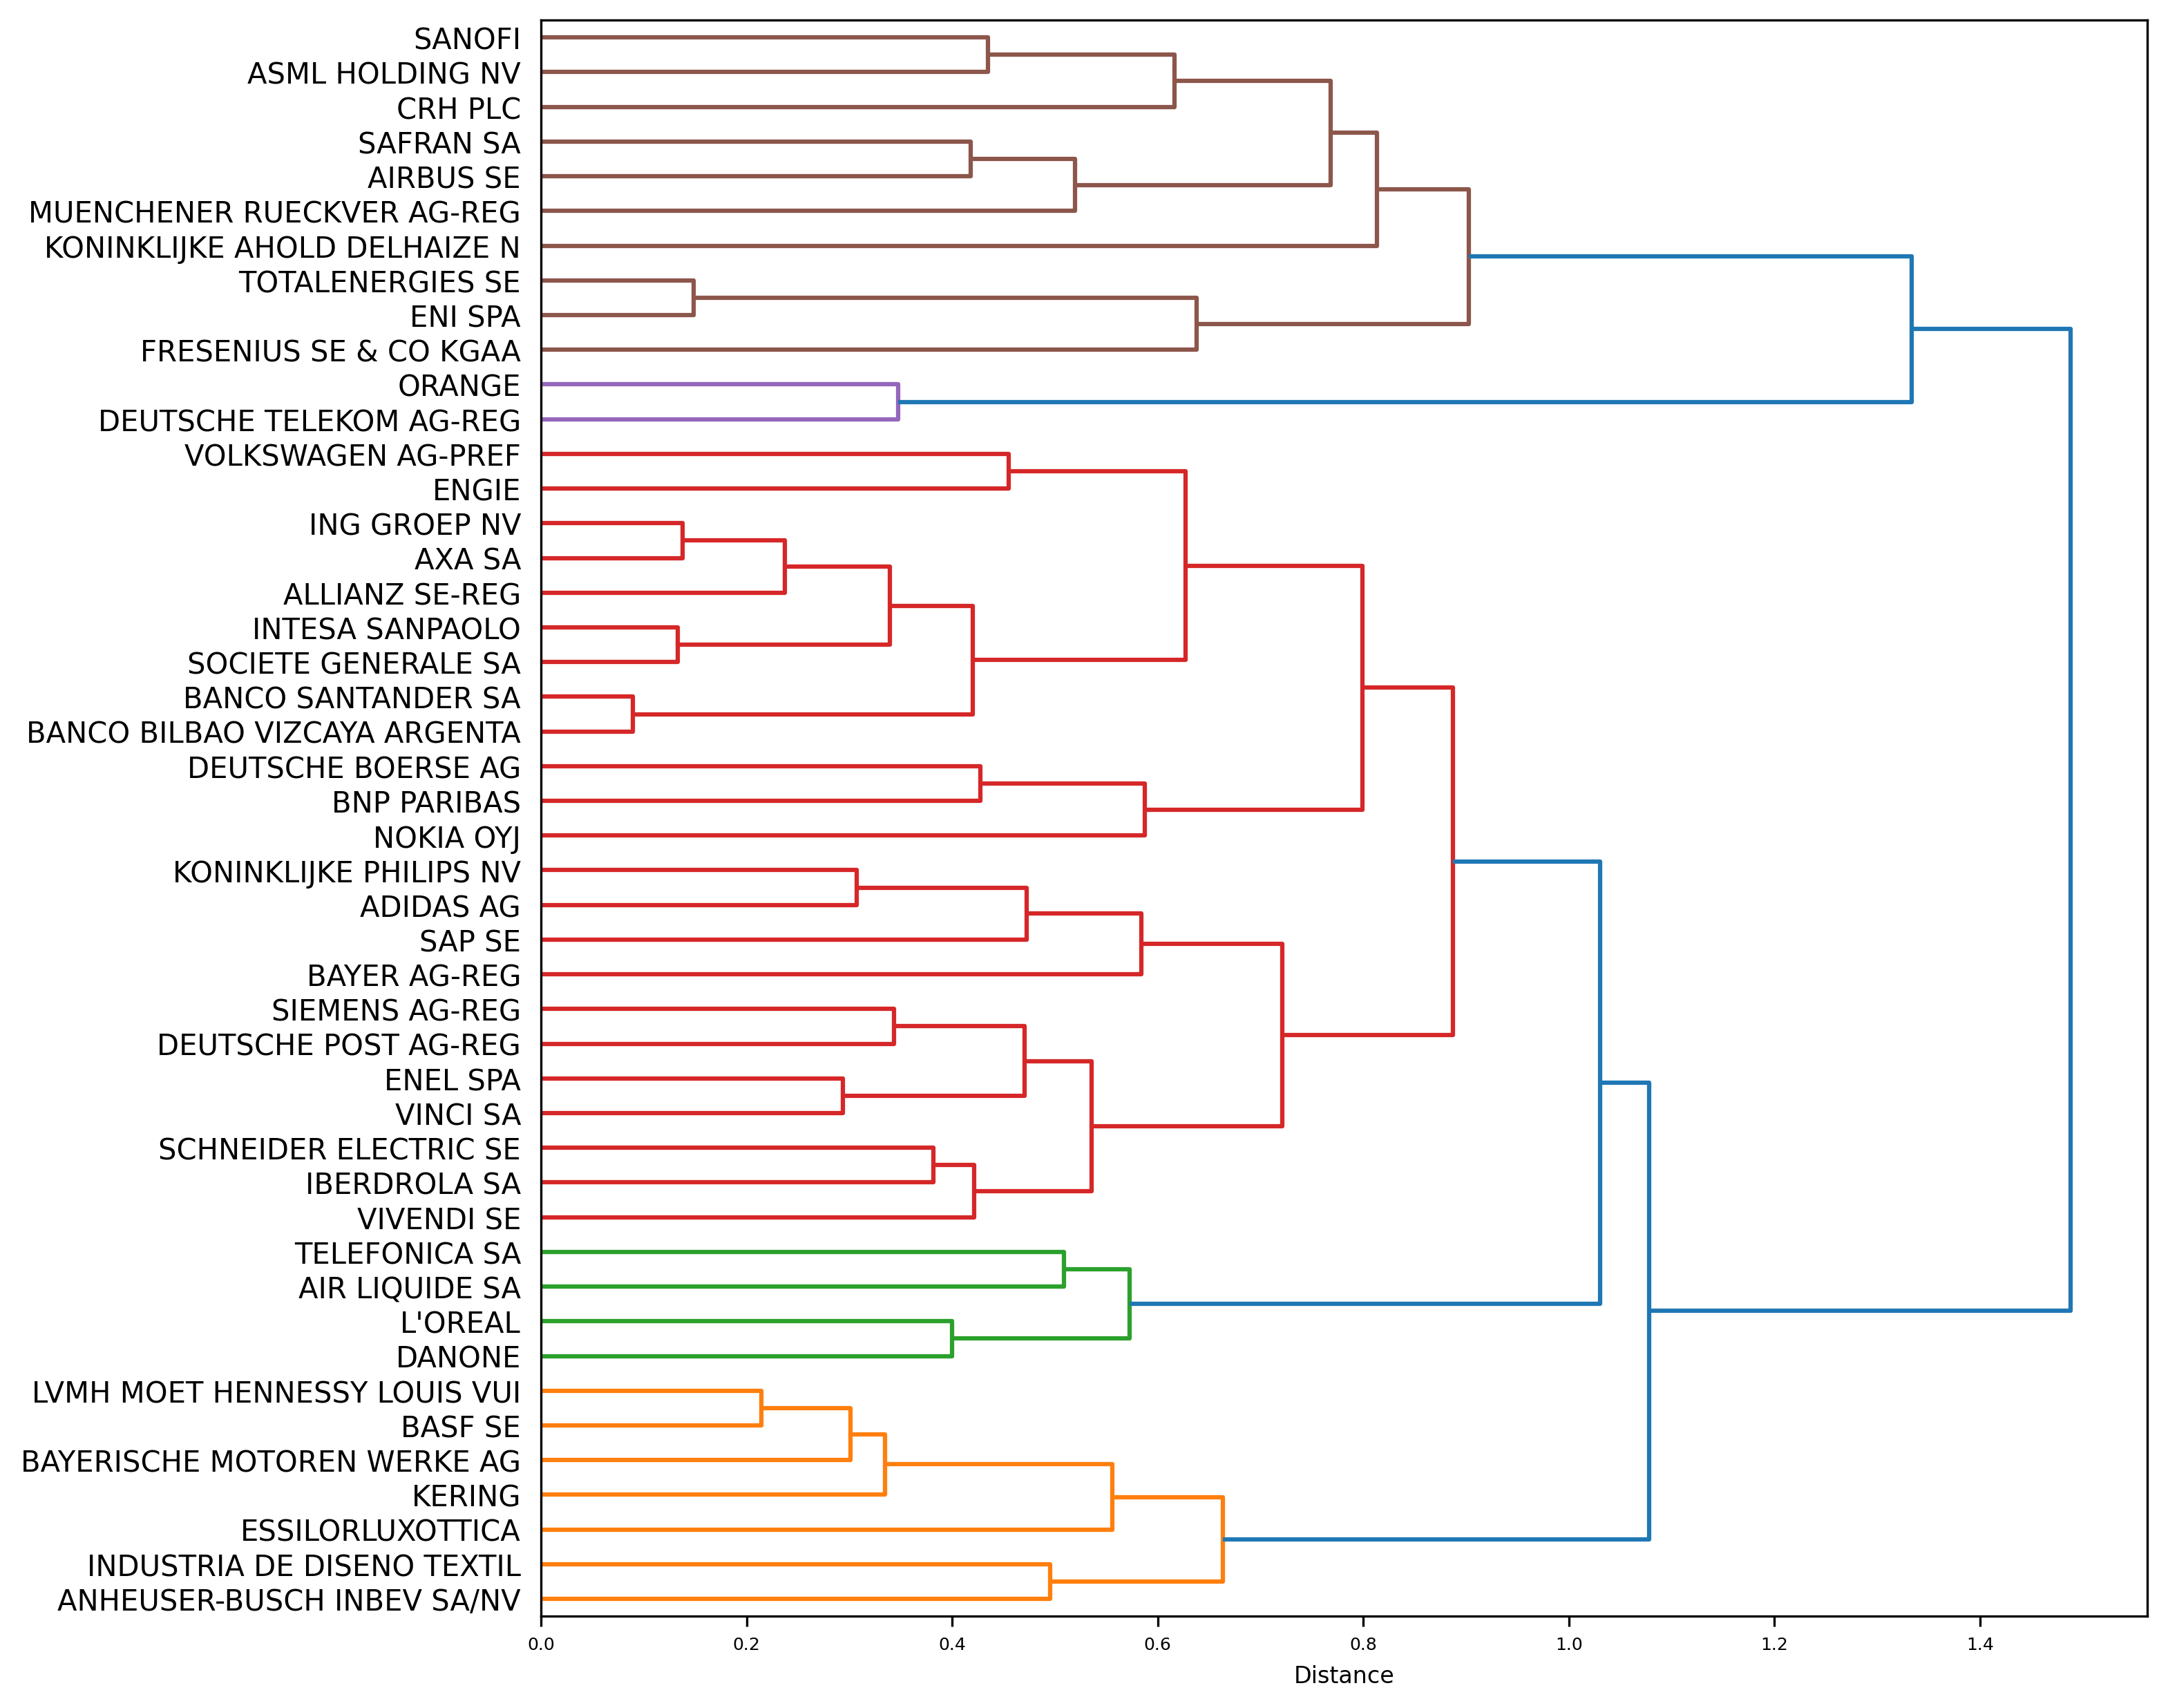 SANOFI
ASML HOLDING NV
CRH PLC
SAFRAN SA
AIRBUS SE
MUENCHENER RUECKVER AG-REG
KONINKLIJKE AHOLD DELHAIZE N
TOTALENERGIES SE
ENI SPA
FRESENIUS SE & CO KGAA
ORANGE
DEUTSCHE TELEKOM AG-REG
VOLKSWAGEN AG-PREF
ENGIE
ING GROEP NV
AXA SA
ALLIANZ SE-REG
INTESA SANPAOLO
SOCIETE GENERALE SA
BANCO SANTANDER SA
BANCO BILBAO VIZCAYA ARGENTA
DEUTSCHE BOERSE AG
BNP PARIBAS
NOKIA OYJ
KONINKLIJKE PHILIPS NV
ADIDAS AG
SAP SE
BAYER AG-REG
SIEMENS AG-REG
DEUTSCHE POST AG-REG
ENEL SPA
VINCI SA
SCHNEIDER ELECTRIC SE
IBERDROLA SA
VIVENDI SE
TELEFONICA SA
AIR LIQUIDE SA
L'OREAL
DANONE
LVMH MOET HENNESSY LOUIS VUI
BASF SE
BAYERISCHE MOTOREN WERKE AG
KERING
ESSILORLUXOTTICA
INDUSTRIA DE DISENO TEXTIL
ANHEUSER-BUSCH INBEV SA/NV
0.0 0.2 0.4 0.6 0.8 1.0 1.2 1.4
Distance